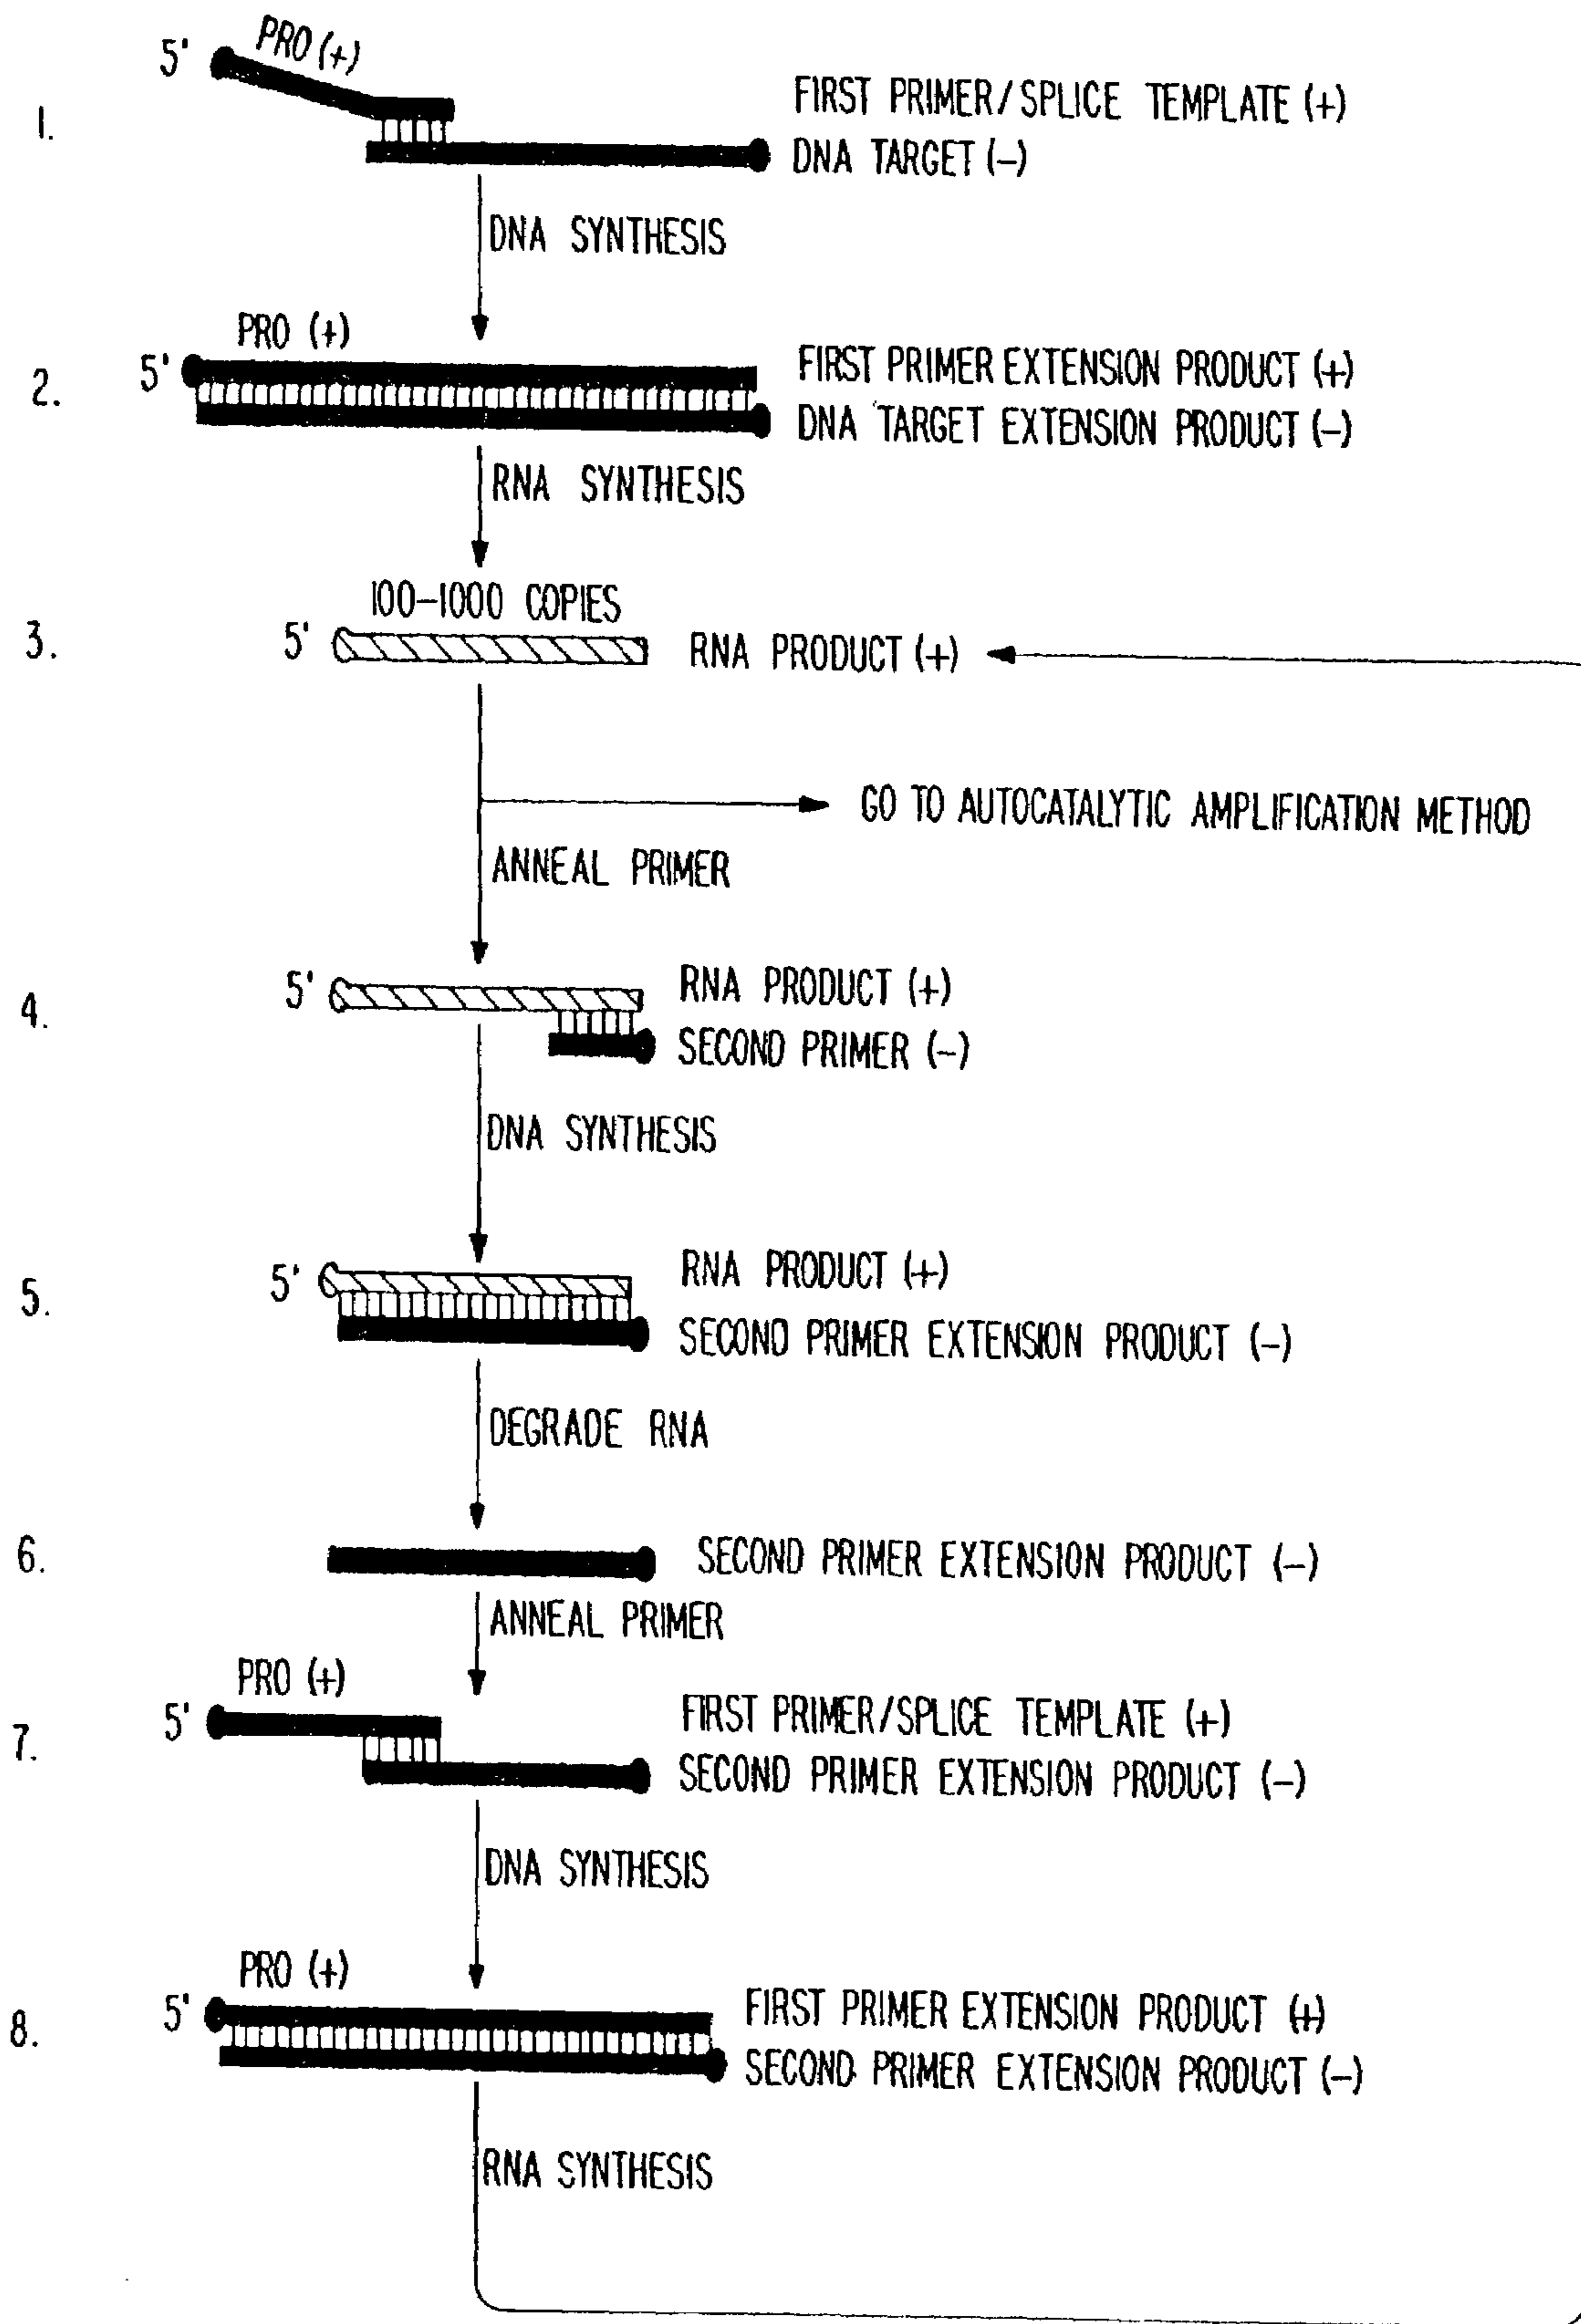 5' PRO (+)
1. FIRST PRIMER/SPLICE TEMPLATE (+)
DNA TARGET (-)
DNA SYNTHESIS
PRO (+)
2. 5' FIRST PRIMER EXTENSION PRODUCT (+)
DNA TARGET EXTENSION PRODUCT (-)
RNA SYNTHESIS
100-1000 COPIES
3. 5' RNA PRODUCT (+)
GO TO AUTOCATALYTIC AMPLIFICATION METHOD
ANNEAL PRIMER
4. 5' RNA PRODUCT (+)
SECOND PRIMER (-)
DNA SYNTHESIS
5. 5' RNA PRODUCT (+)
SECOND PRIMER EXTENSION PRODUCT (-)
DEGRADE RNA
6. SECOND PRIMER EXTENSION PRODUCT (-)
ANNEAL PRIMER
PRO (+)
7. 5' FIRST PRIMER/SPLICE TEMPLATE (+)
SECOND PRIMER EXTENSION PRODUCT (-)
DNA SYNTHESIS
PRO (+)
8. 5' FIRST PRIMER EXTENSION PRODUCT (+)
SECOND PRIMER EXTENSION PRODUCT (-)
RNA SYNTHESIS